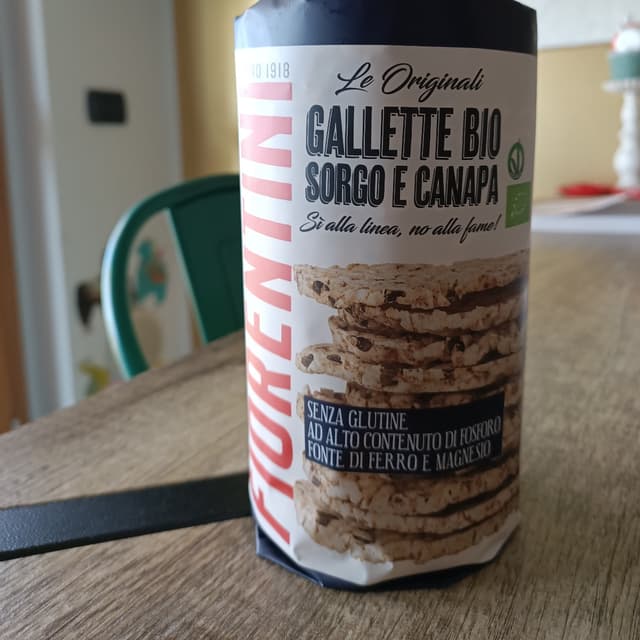 1918
FIORENTINI
Le Originali
GALLETTE BIO
SORGO E CANAPA
Sì alla linea, no alla fame!
SENZA GLUTINE
AD ALTO CONTENUTO DI FOSFORO
FONTE DI FERRO E MAGNESIO